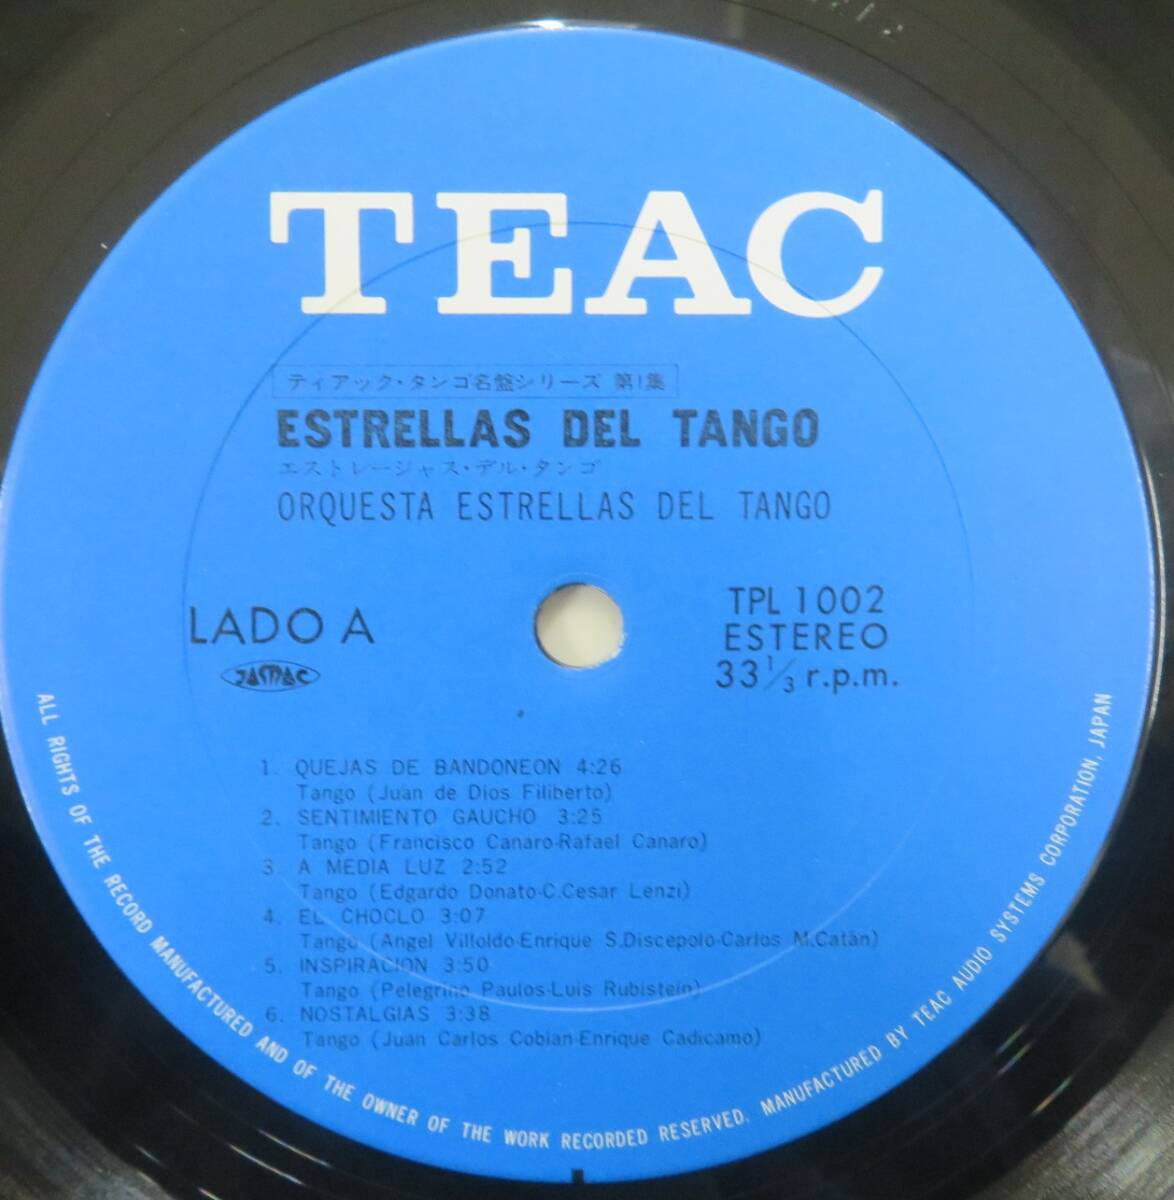 TEAC
ティアック・タンゴ名盤シリーズ 第1集
ESTRELLAS DEL TANGO
エストレージャス・デル・タンゴ
ORQUESTA ESTRELLAS DEL TANGO
LADO A
JASRAC
TPL 1002
ESTEREO
33 1/3 r.p.m.
1. QUEJAS DE BANDONEON 4:26
Tango (Juan de Dios Filiberto)
2. SENTIMIENTO GAUCHO 3:25
Tango (Francisco Canaro-Rafael Canaro)
3. A MEDIA LUZ 2:52
Tango (Edgardo Donato-C.Cesar Lenzi)
4. EL CHOCLO 3:07
Tango (Angel Villoldo-Enrique S.Discepolo-Carlos M.Catán)
5. INSPIRACION 3:50
Tango (Pelegrino Paulos-Luis Rubistein)
6. NOSTALGIAS 3:38
Tango (Juan Carlos Cobian-Enrique Cadicamo)
ALL RIGHTS OF THE RECORD MANUFACTURED AND OF THE OWNER OF THE WORK RECORDED RESERVED. MANUFACTURED BY TEAC AUDIO SYSTEMS CORPORATION, JAPAN